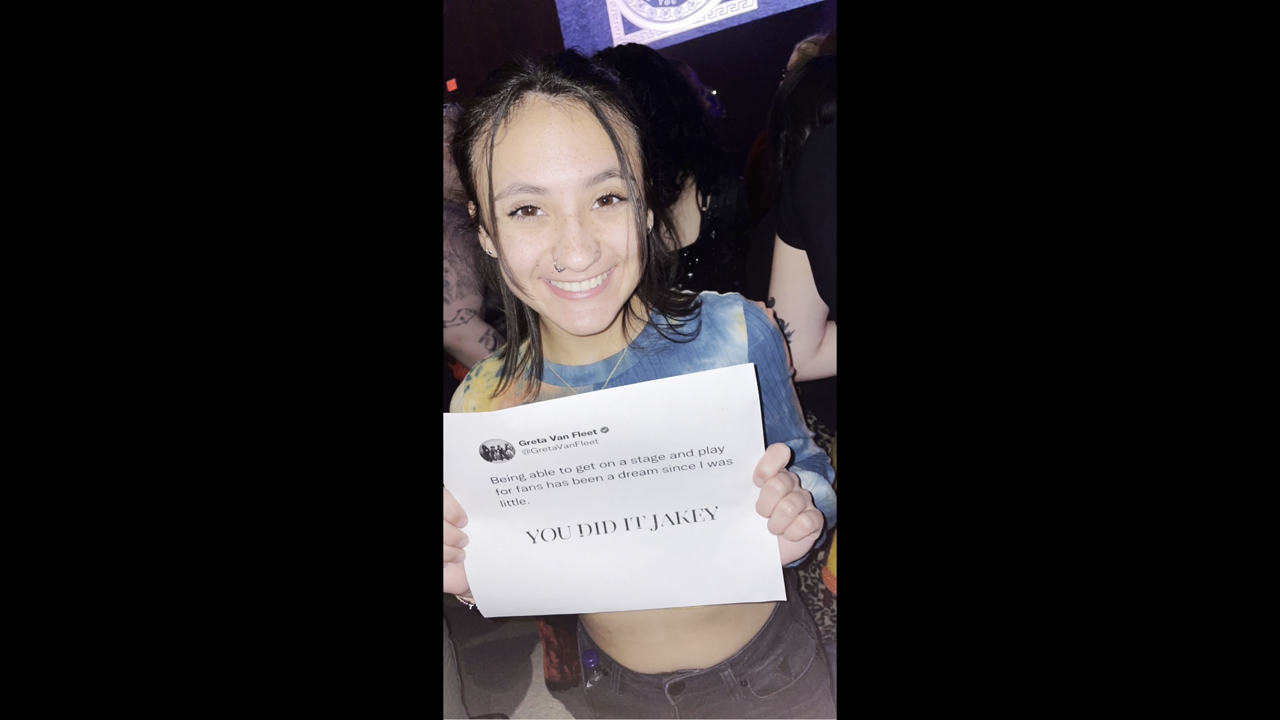 YOU
Greta Van Fleet
@GretaVanFleet
Being able to get on a stage and play
for fans has been a dream since I was
little.
YOU DID IT JAKEY